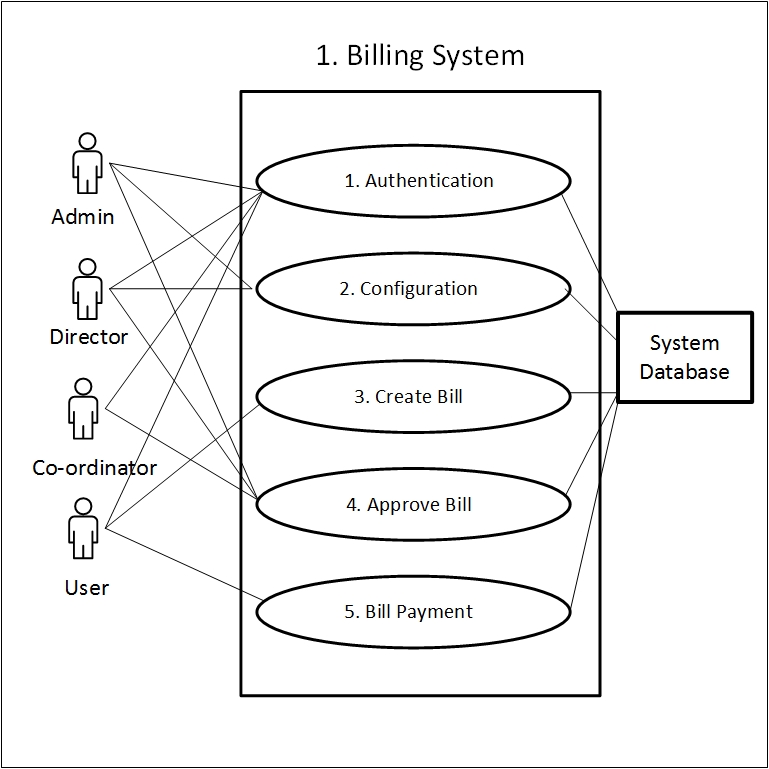 1. Billing System
Admin
Director
Co-ordinator
User
1. Authentication
2. Configuration
3. Create Bill
4. Approve Bill
5. Bill Payment
System
Database